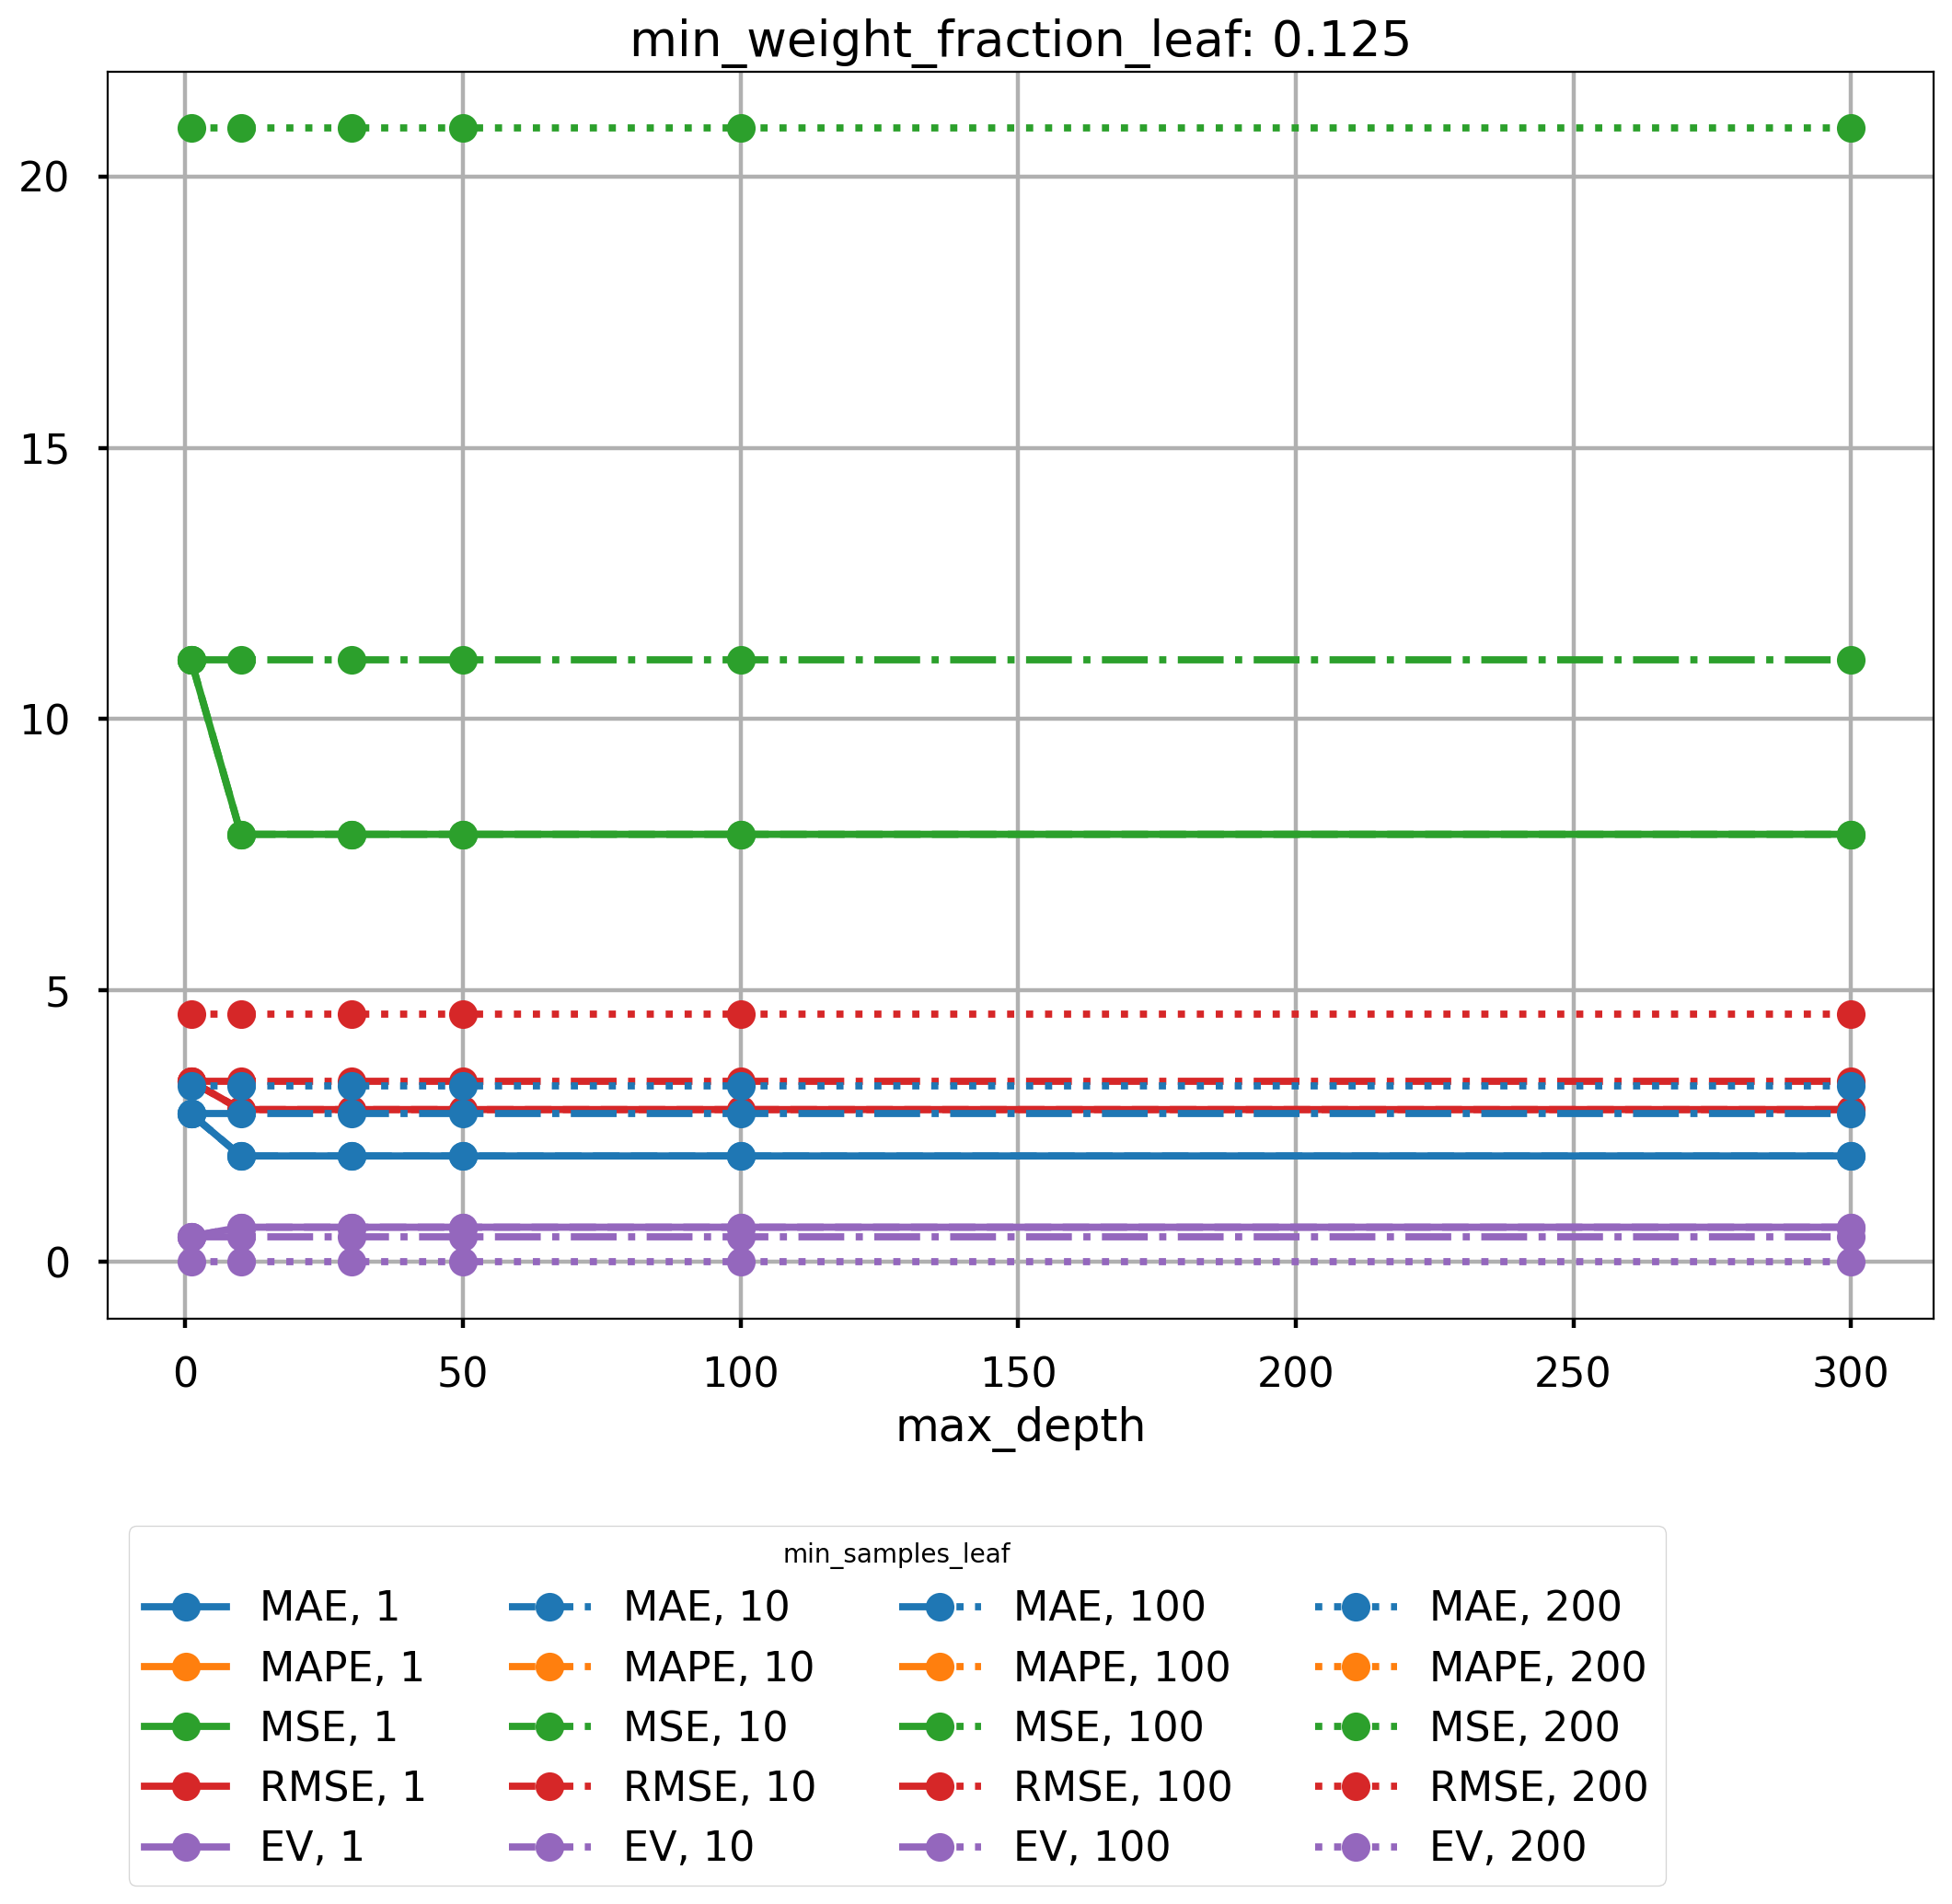 min_weight_fraction_leaf: 0.125
20
15
10
5
0
0 50 100 150 200 250 300
max_depth
min_samples_leaf
MAE, 1 MAE, 10 MAE, 100 MAE, 200
MAPE, 1 MAPE, 10 MAPE, 100 MAPE, 200
MSE, 1 MSE, 10 MSE, 100 MSE, 200
RMSE, 1 RMSE, 10 RMSE, 100 RMSE, 200
EV, 1 EV, 10 EV, 100 EV, 200